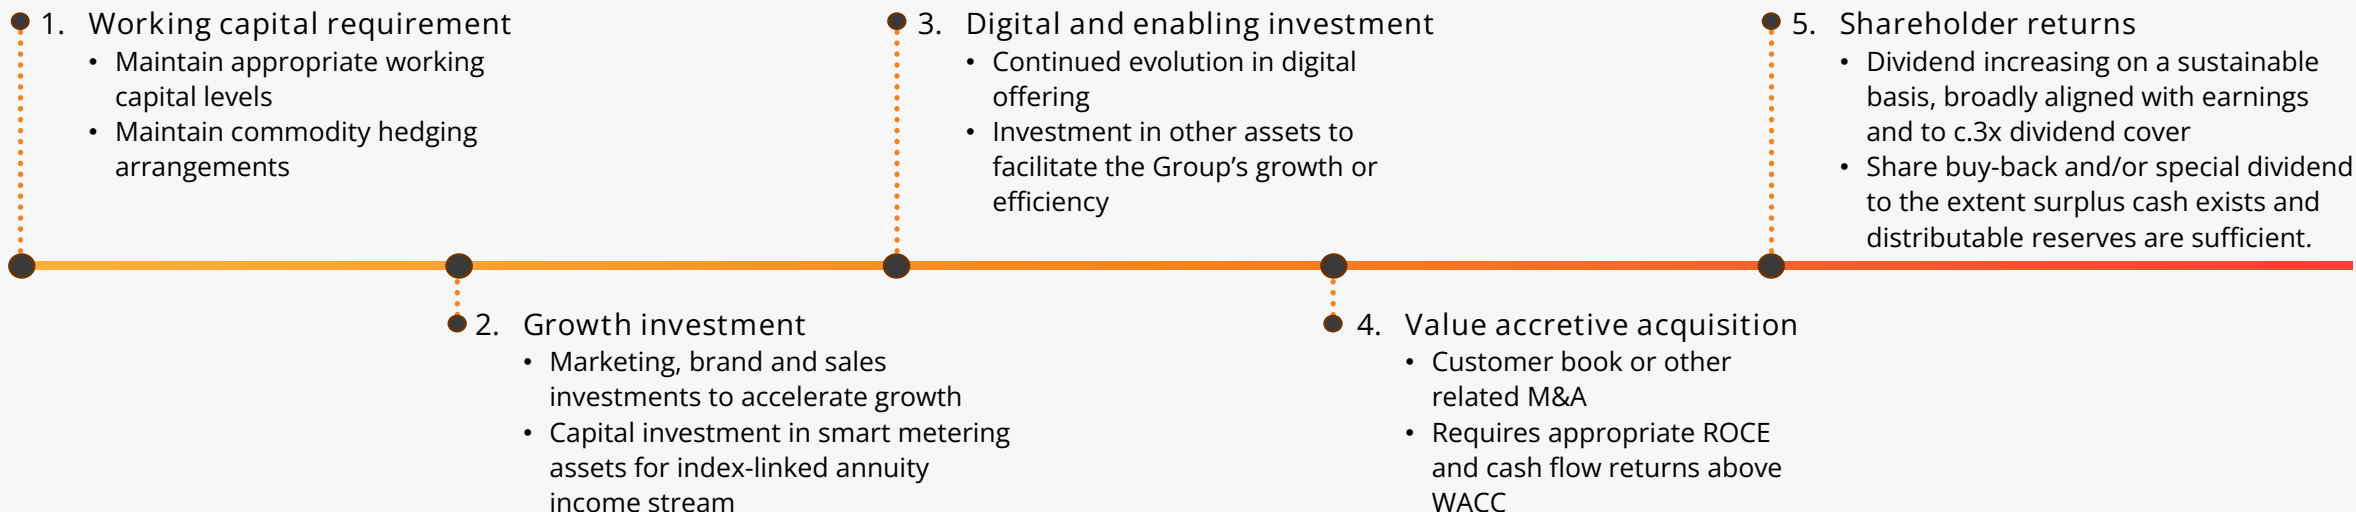 1. Working capital requirement
• Maintain appropriate working
capital levels
• Maintain commodity hedging
arrangements
2. Growth investment
• Marketing, brand and sales
investments to accelerate growth
• Capital investment in smart metering
assets for index-linked annuity
income stream
3. Digital and enabling investment
• Continued evolution in digital
offering
• Investment in other assets to
facilitate the Group’s growth or
efficiency
4. Value accretive acquisition
• Customer book or other
related M&A
• Requires appropriate ROCE
and cash flow returns above
WACC
5. Shareholder returns
• Dividend increasing on a sustainable
basis, broadly aligned with earnings
and to c.3x dividend cover
• Share buy-back and/or special dividend
to the extent surplus cash exists and
distributable reserves are sufficient.